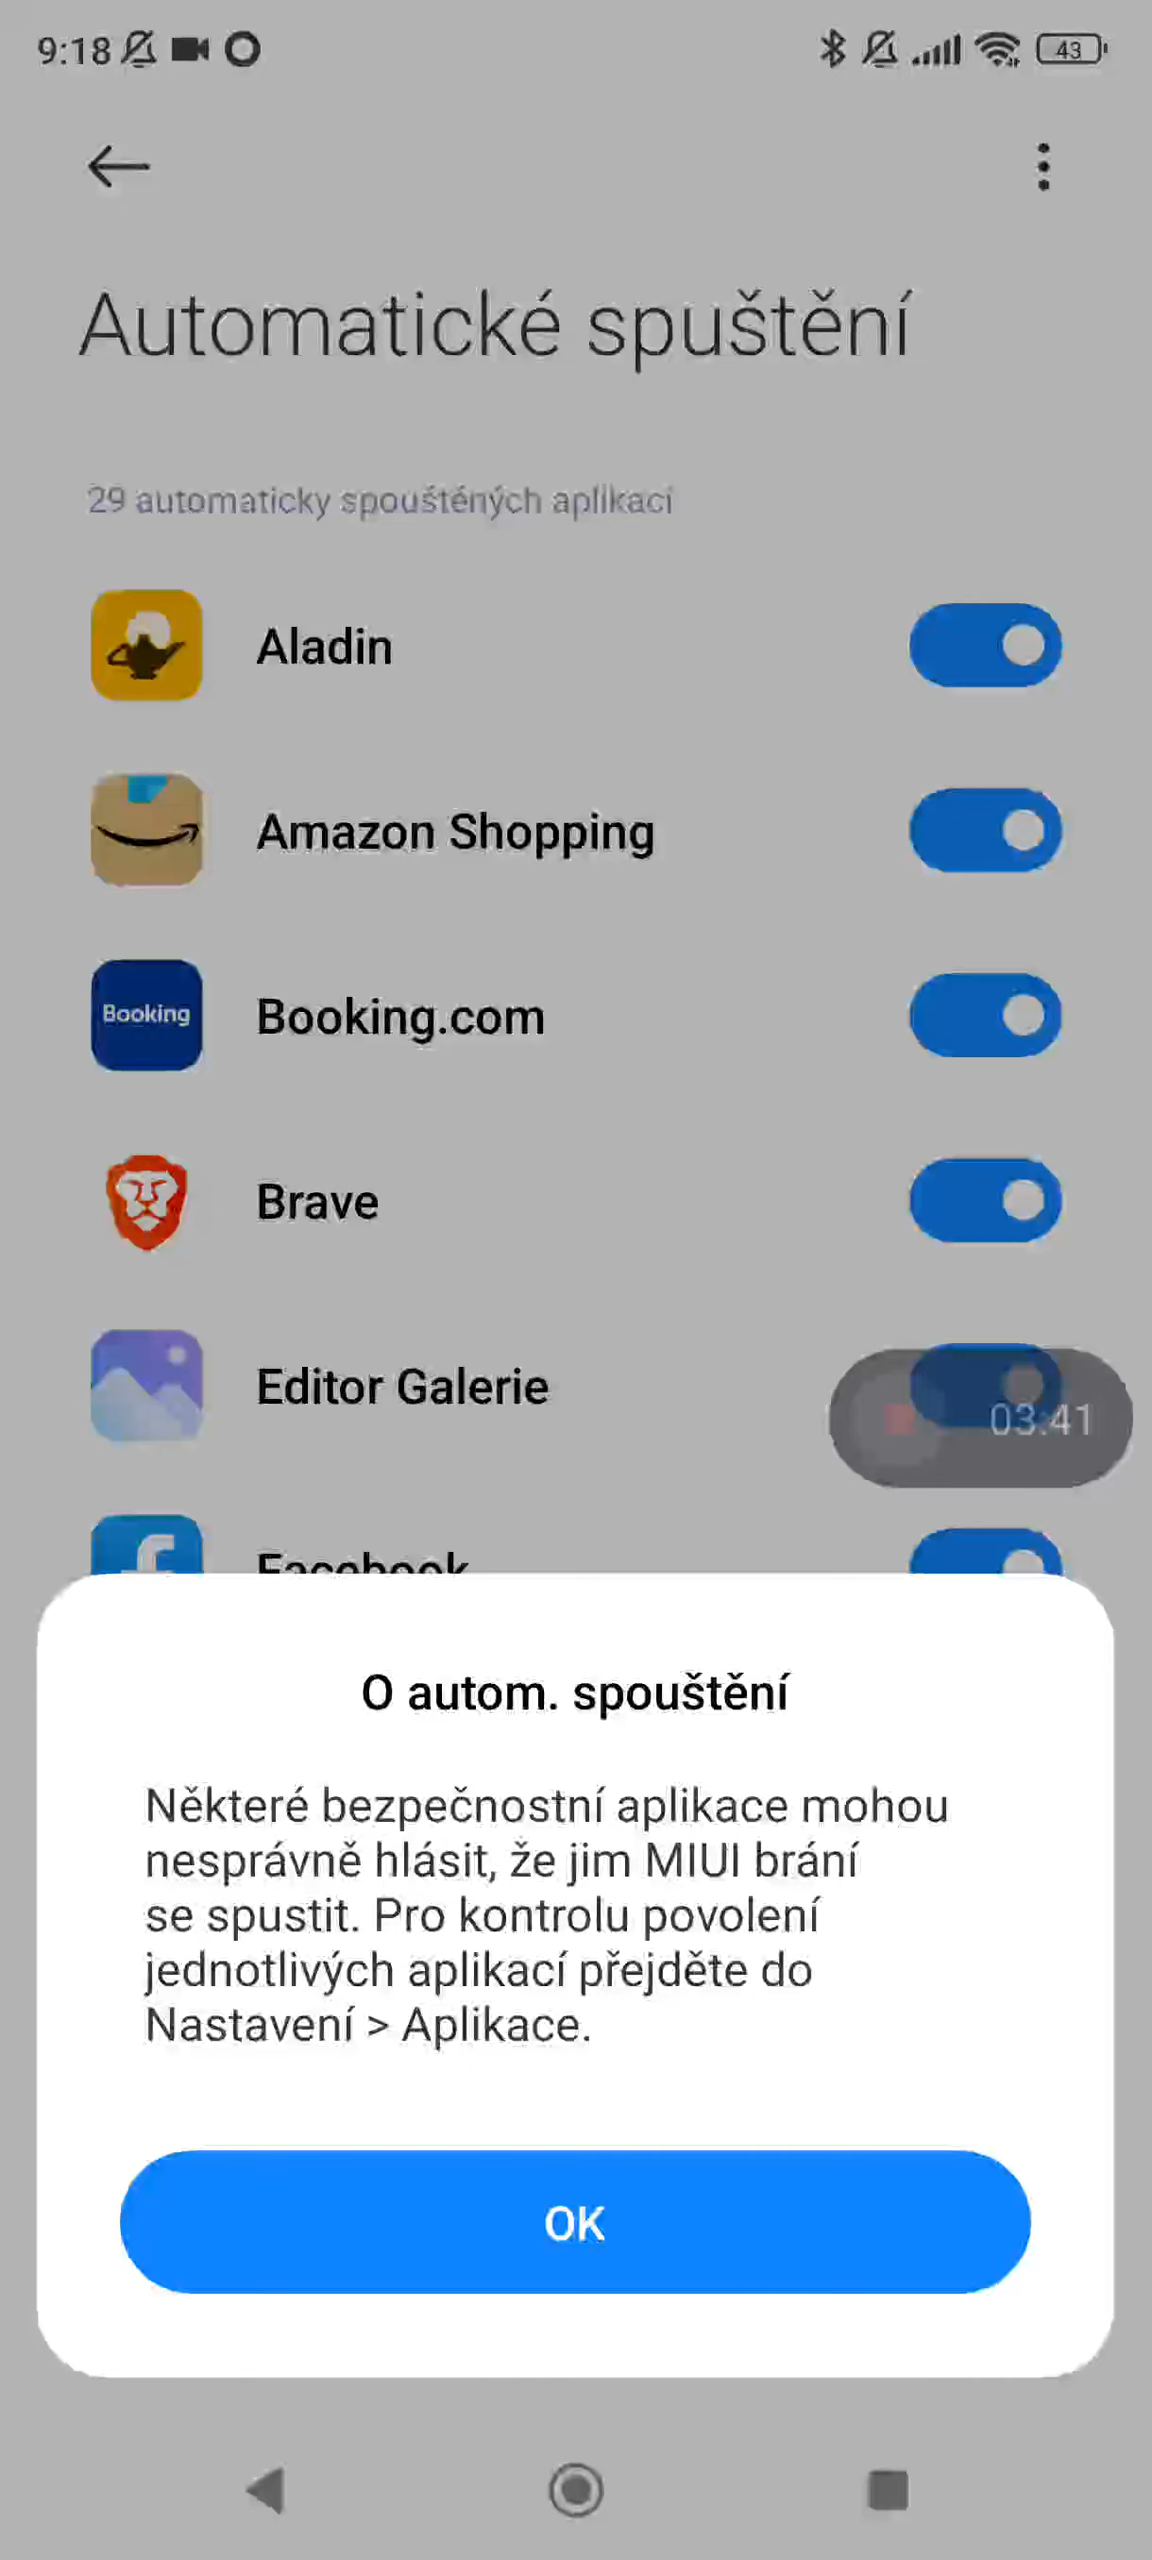 9:18
43
Automatické spuštění
29 automaticky spouštěných aplikací
Aladin
Amazon Shopping
Booking
Booking.com
Brave
Editor Galerie
03:41
Facebook
O autom. spouštění
Některé bezpečnostní aplikace mohou
nesprávně hlásit, že jim MIUI brání
se spustit. Pro kontrolu povolení
jednotlivých aplikací přejděte do
Nastavení > Aplikace.
OK